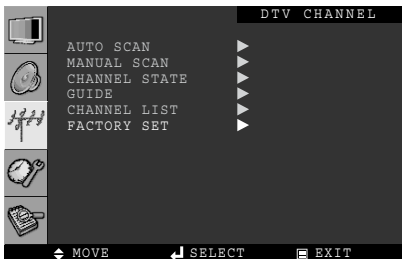 DTV CHANNEL
AUTO SCAN
MANUAL SCAN
CHANNEL STATE
GUIDE
CHANNEL LIST
FACTORY SET
MOVE SELECT EXIT